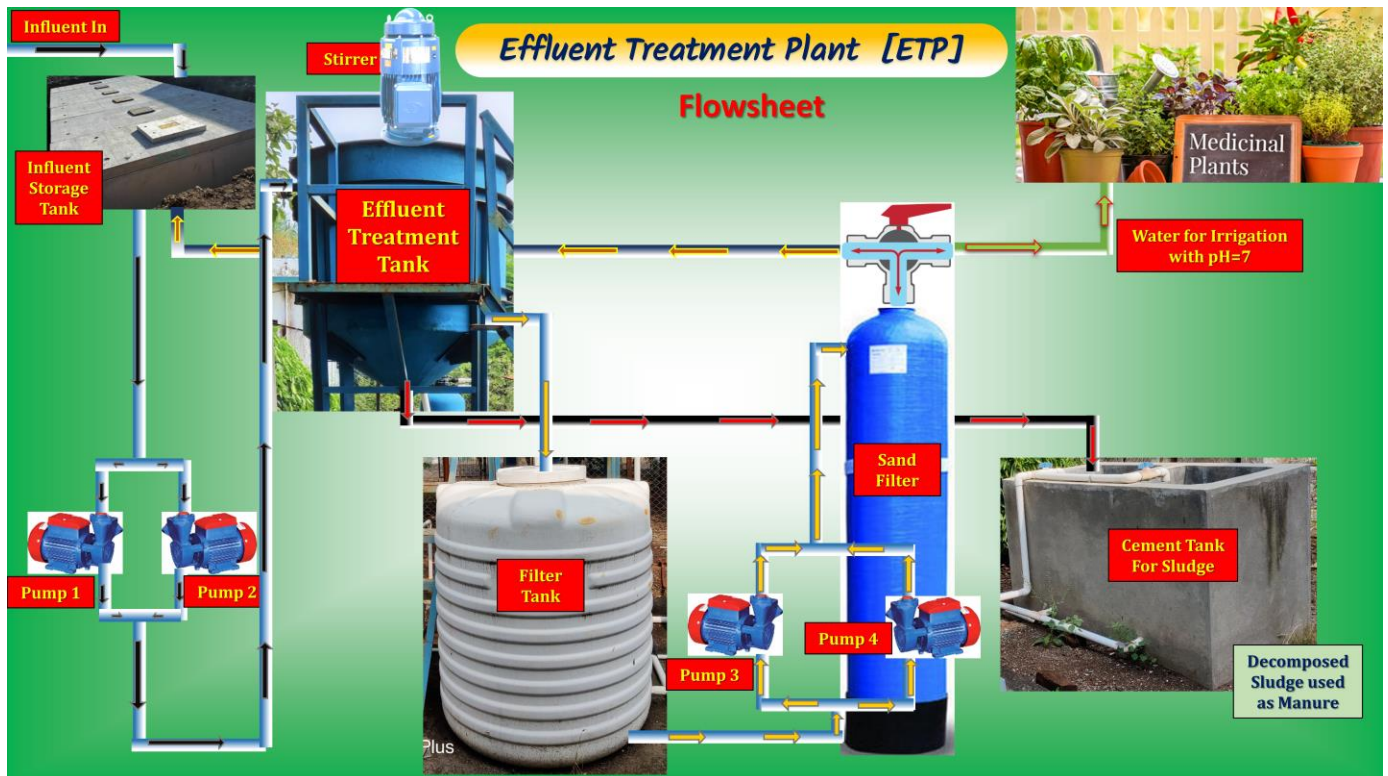 Influent In
Stirrer
Effluent Treatment Plant [ETP]
Flowsheet
Medicinal
Plants
Influent
Storage
Tank
Effluent
Treatment
Tank
Water for Irrigation
with pH=7
Sand
Filter
Pump 1
Pump 2
Filter
Tank
Pump 3
Pump 4
Cement Tank
For Sludge
Decomposed
Sludge used
as Manure
Plus